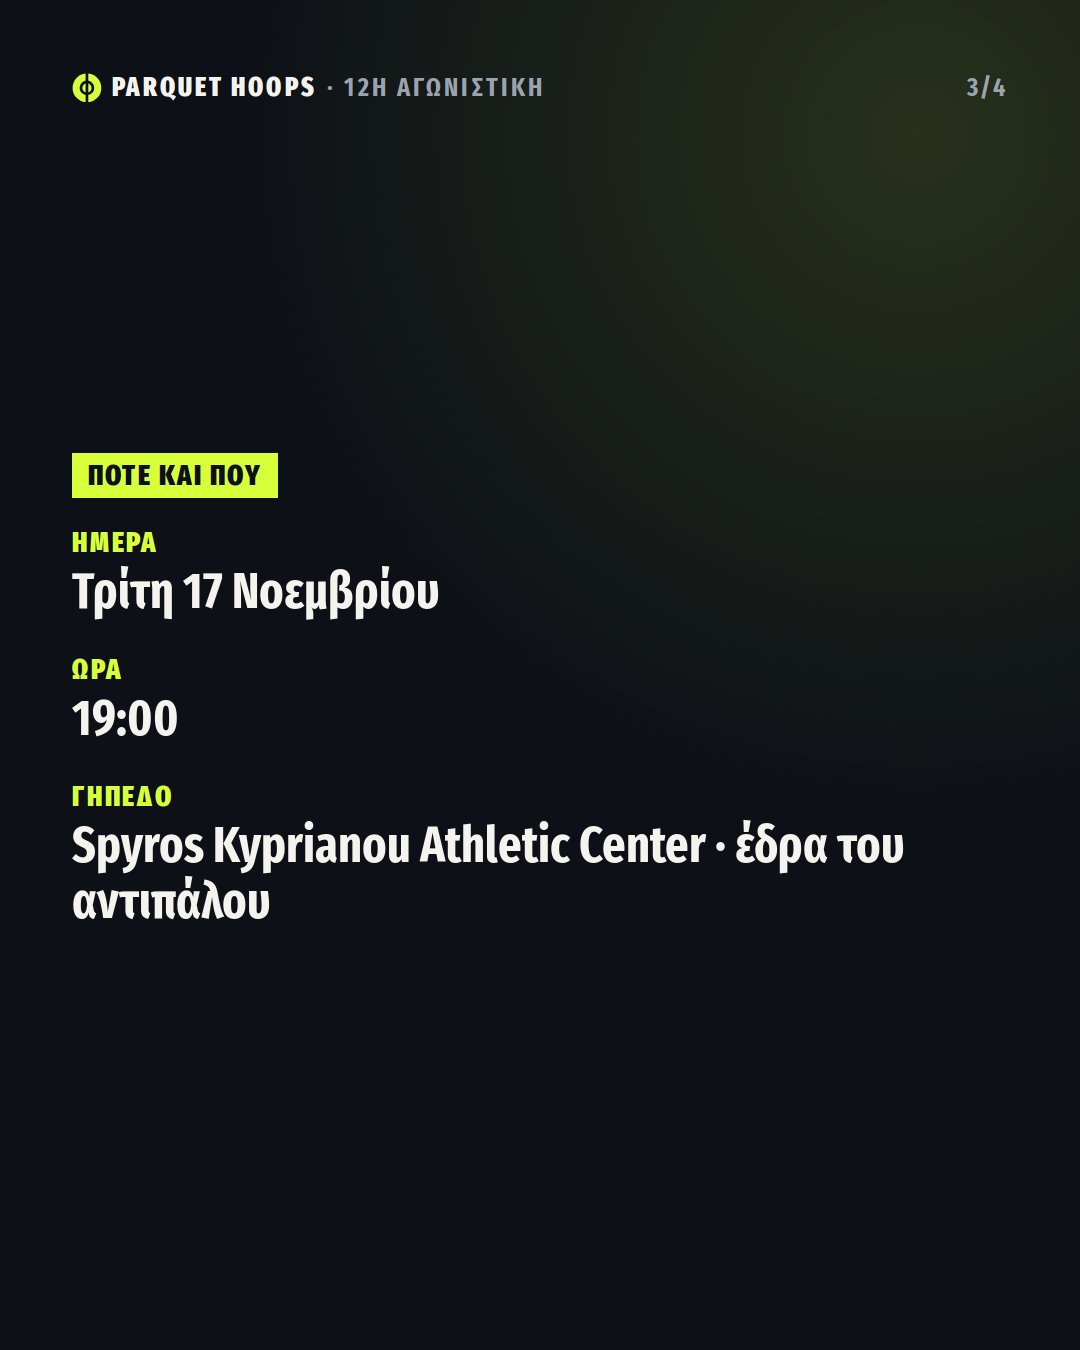 PARQUET HOOPS · 12Η ΑΓΩΝΙΣΤΙΚΗ
3/4
ΠΟΤΕ ΚΑΙ ΠΟΥ
ΗΜΕΡΑ
Τρίτη 17 Νοεμβρίου
ΩΡΑ
19:00
ΓΗΠΕΔΟ
Spyros Kyprianou Athletic Center · έδρα του
αντιπάλου